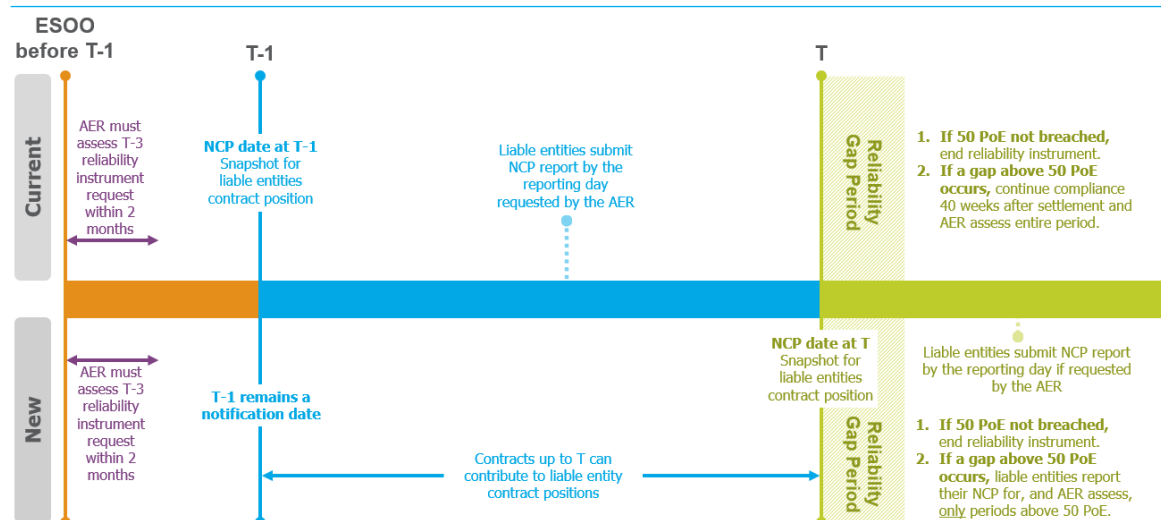 ESOO
before T-1
T-1
T
Current
AER must
assess T-3
reliability
instrument
request
within 2
months
NCP date at T-1
Snapshot for
liable entities
contract position
Liable entities submit
NCP report by the
reporting day
requested by the AER
Reliability
Gap Period
1. If 50 PoE not breached,
end reliability instrument.
2. If a gap above 50 PoE
occurs, continue compliance
40 weeks after settlement and
AER assess entire period.
New
AER must
assess T-3
reliability
instrument
request
within 2
months
T-1 remains a
notification date
Contracts up to T can
contribute to liable entity
contract positions
NCP date at T
Snapshot for
liable entities
contract position
Reliability
Gap Period
Liable entities submit NCP report
by the reporting day if requested
by the AER
1. If 50 PoE not breached,
end reliability instrument.
2. If a gap above 50 PoE
occurs, liable entities report
their NCP for, and AER assess,
only periods above 50 PoE.